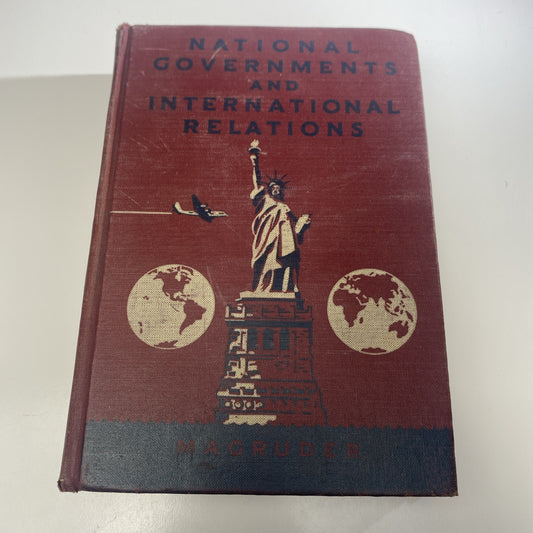 NATIONAL
GOVERNMENTS
AND
INTERNATIONAL
RELATIONS
MAGRUDER